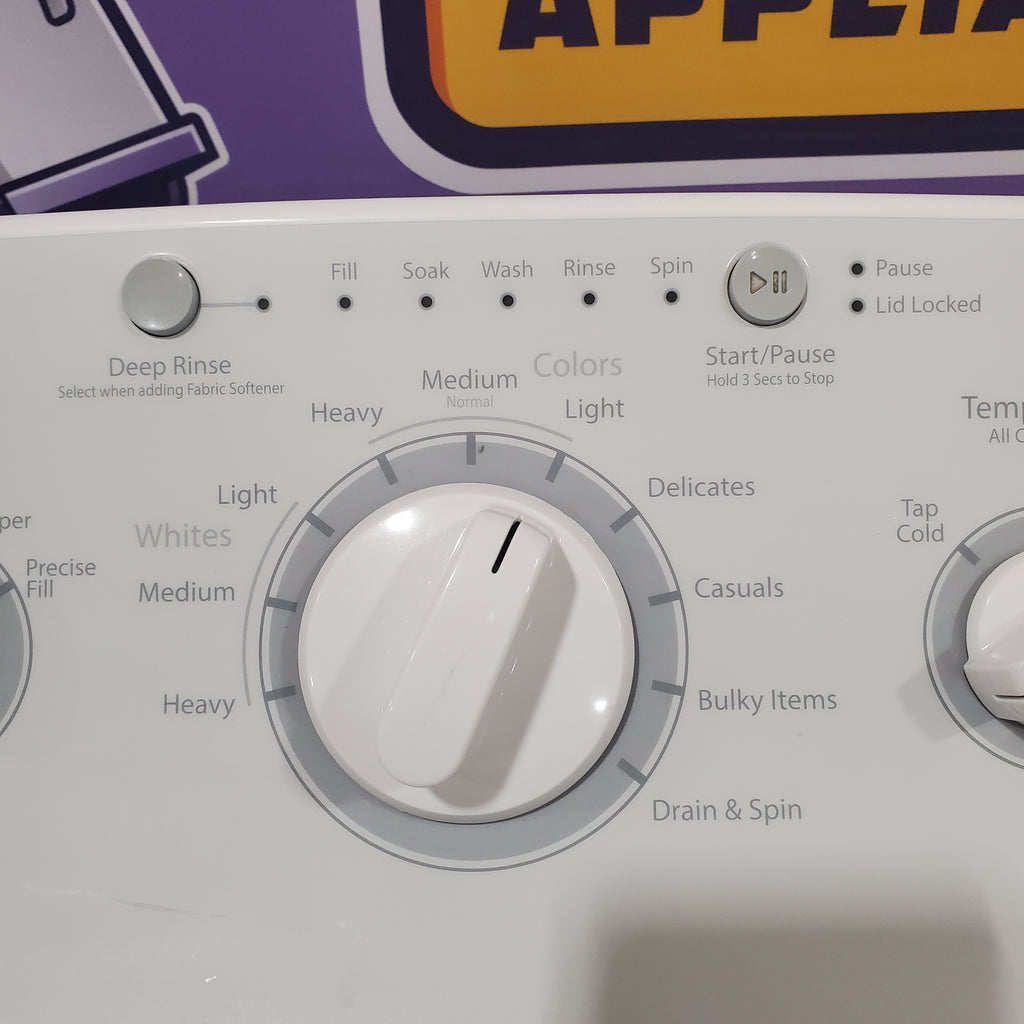 Fill
Soak
Wash
Rinse
Spin
Pause
Lid Locked
Deep Rinse
Select when adding Fabric Softener
Start/Pause
Hold 3 Secs to Stop
Colors
Heavy
Medium
Normal
Light
Light
Whites
Medium
Heavy
Delicates
Casuals
Bulky Items
Drain & Spin
Precise
Fill
Tap
Cold